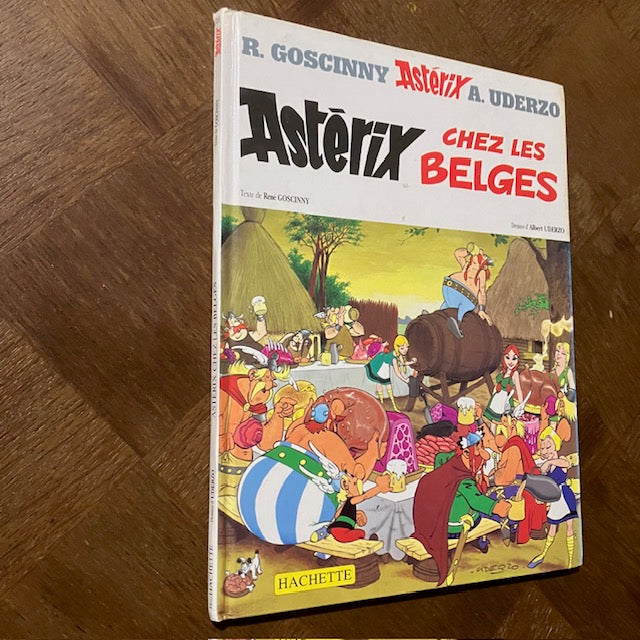 R. GOSCINNY Astérix A. UDERZO
Astérix CHEZ LES
BELGES
Texte de René GOSCINNY
Dessins d'Albert UDERZO
HACHETTE
UDERZO
ASTÉRIX CHEZ LES BELGES
HACHETTE